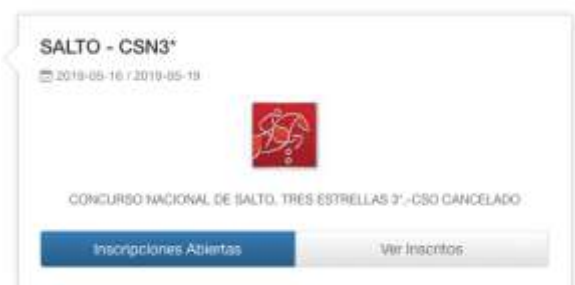 SALTO - CSN3*
2019-05-16 / 2019-05-19
CONCURSO NACIONAL DE SALTO, TRES ESTRELLAS 3*.-CSO CANCELADO
Inscripciones Abiertas
Ver Inscritos